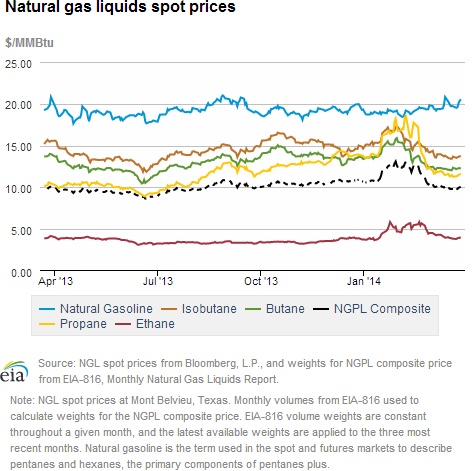 Natural gas liquids spot prices
$/MMBtu
25.00
20.00
15.00
10.00
5.00
0.00
Apr '13 Jul '13 Oct '13 Jan '14
Natural Gasoline Isobutane Butane NGPL Composite
Propane Ethane
eia
Source: NGL spot prices from Bloomberg, L.P., and weights for NGPL composite price
from EIA–816, Monthly Natural Gas Liquids Report.
Note: NGL spot prices at Mont Belvieu, Texas. Monthly volumes from EIA–816 used to
calculate weights for the NGPL composite price. EIA–816 volume weights are constant
throughout a given month, and the latest available weights are applied to the three most
recent months. Natural gasoline is the term used in the spot and futures markets to describe
pentanes and hexanes, the primary components of pentanes plus.